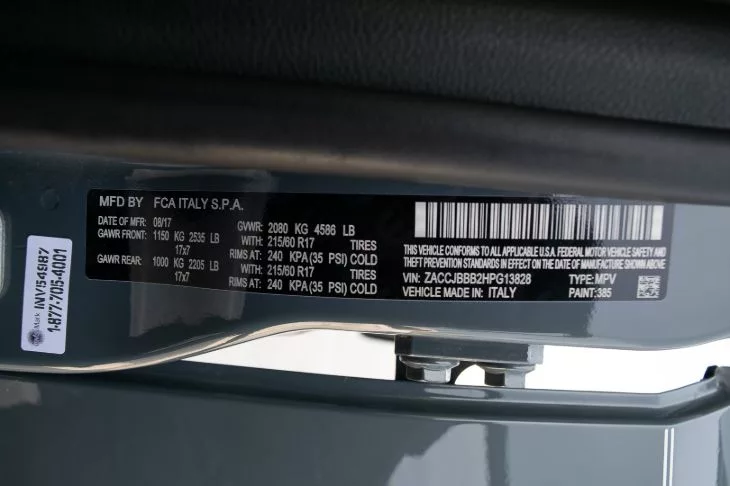 MFD BY FCA ITALY S.P.A.
DATE OF MFR: 08/17 GVWR: 2080 KG 4586 LB
GAWR FRONT: 1150 KG 2535 LB WITH: 215/60 R17 TIRES
17x7 RIMS AT: 240 KPA (35 PSI) COLD
GAWR REAR: 1000 KG 2205 LB WITH: 215/60 R17 TIRES
17x7 RIMS AT: 240 KPA (35 PSI) COLD
THIS VEHICLE CONFORMS TO ALL APPLICABLE U.S.A. FEDERAL MOTOR VEHICLE
SAFETY, BUMPER AND THEFT PREVENTION STANDARDS IN EFFECT ON THE
DATE OF MANUFACTURE SHOWN ABOVE.
VIN: ZACCJBBB2HPG13828 TYPE: MPV
VEHICLE MADE IN: ITALY PAINT: 385
Mark INV54987
1-877-705-4001